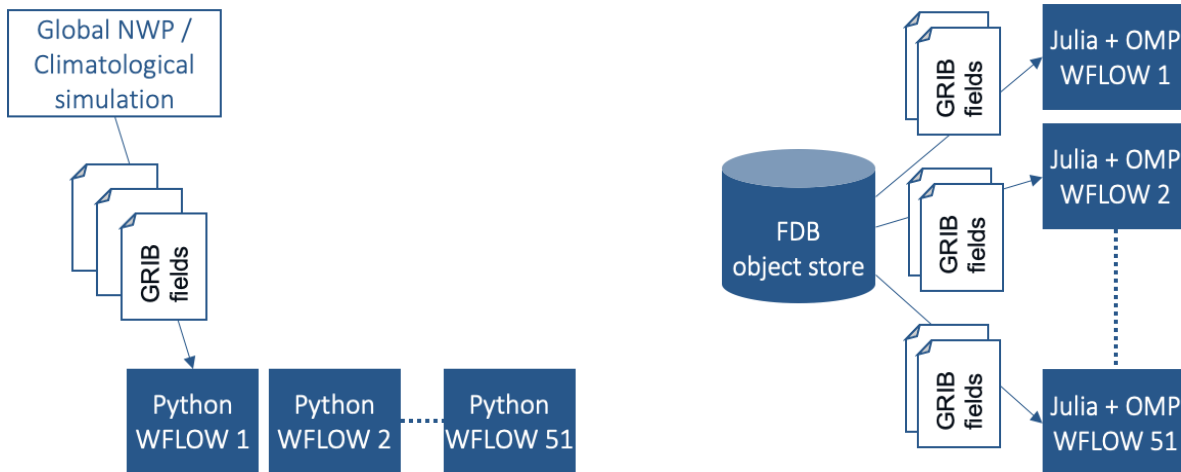 Global NWP /
Climatological
simulation
GRIB
fields
Python
WFLOW 1
Python
WFLOW 2
Python
WFLOW 51
FDB
object store
GRIB
fields
Julia + OMP
WFLOW 1
GRIB
fields
Julia + OMP
WFLOW 2
GRIB
fields
Julia + OMP
WFLOW 51